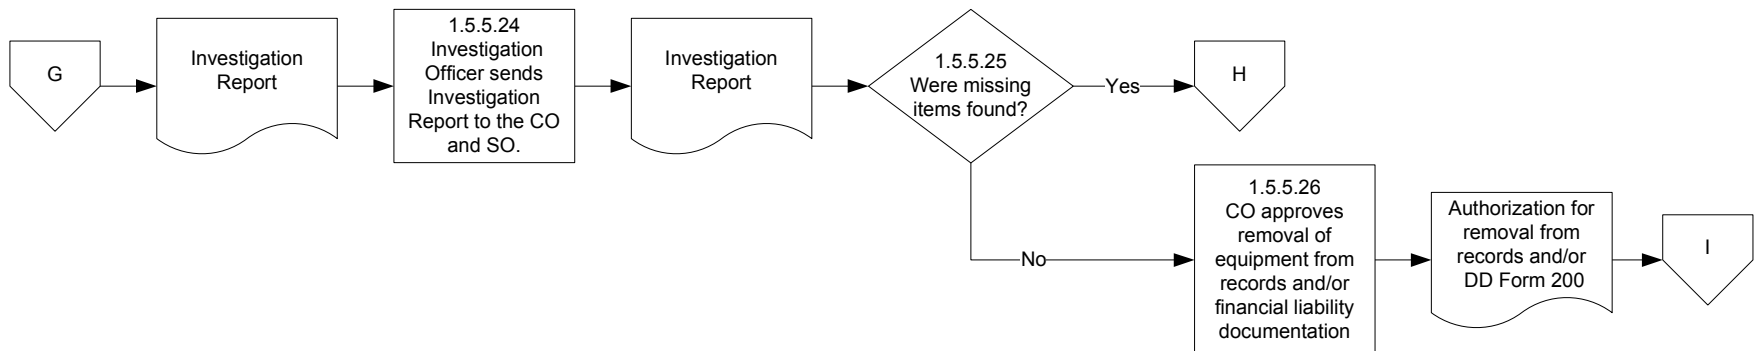 G
Investigation
Report
1.5.5.24
Investigation
Officer sends
Investigation
Report to the CO
and SO.
Investigation
Report
1.5.5.25
Were missing
items found?
Yes
H
No
1.5.5.26
CO approves
removal of
equipment from
records and/or
financial liability
documentation
Authorization for
removal from
records and/or
DD Form 200
I